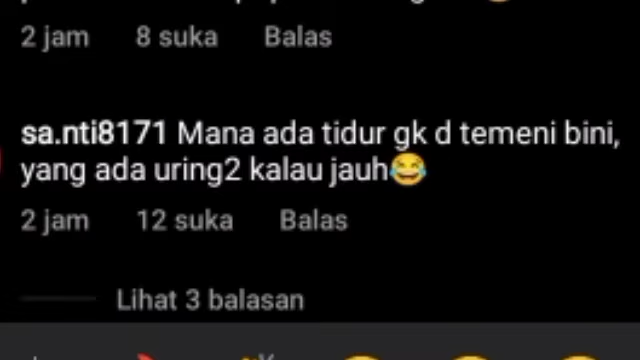 2 jam 8 suka Balas
sa.nti8171 Mana ada tidur gk d temeni bini,
yang ada uring2 kalau jauh😂
2 jam 12 suka Balas
Lihat 3 balasan